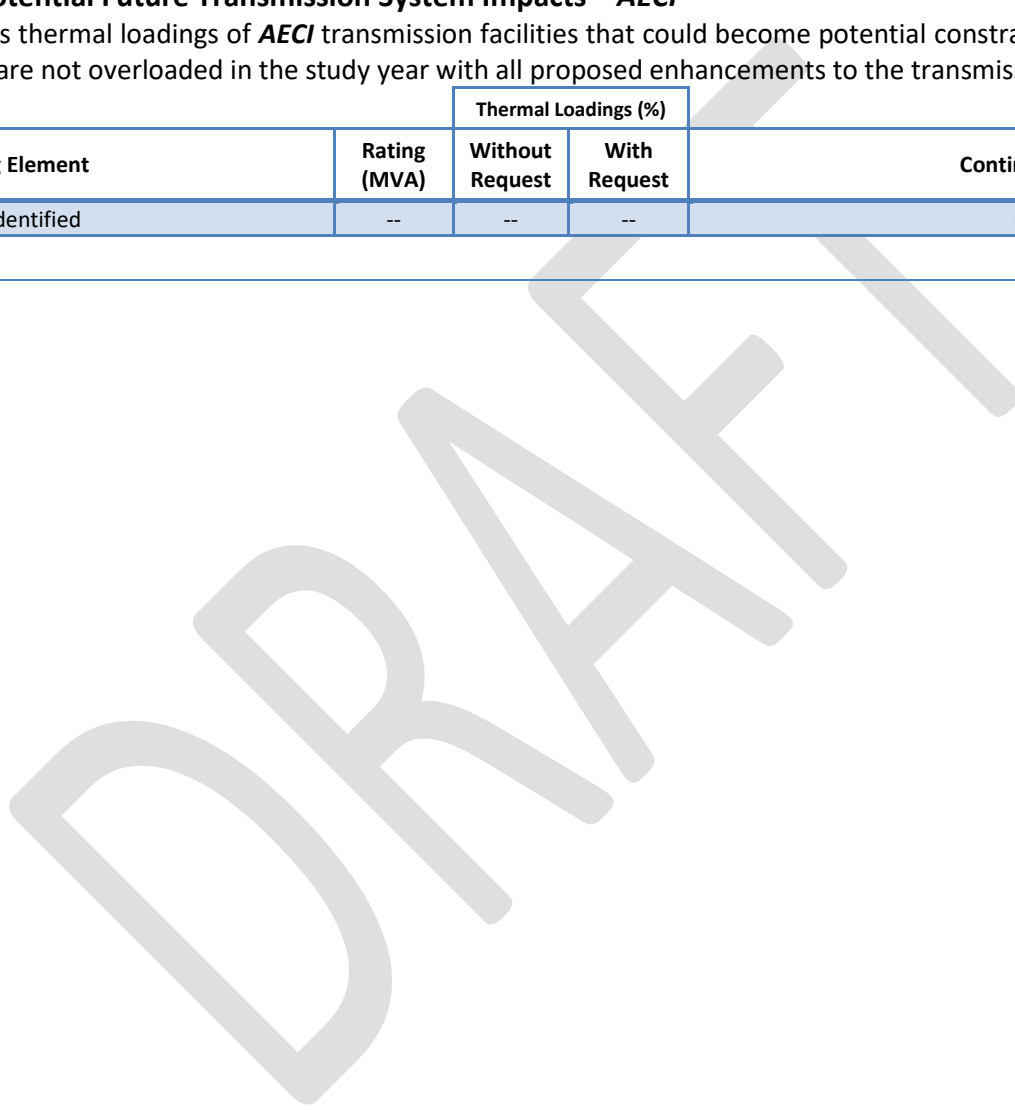 otential Future Transmission System Impacts – AECI
s thermal loadings of AECI transmission facilities that could become potential constra
are not overloaded in the study year with all proposed enhancements to the transmiss
Thermal Loadings (%)
Element Rating (MVA) Without Request With Request Contin
dentified -- -- --
DRAFT